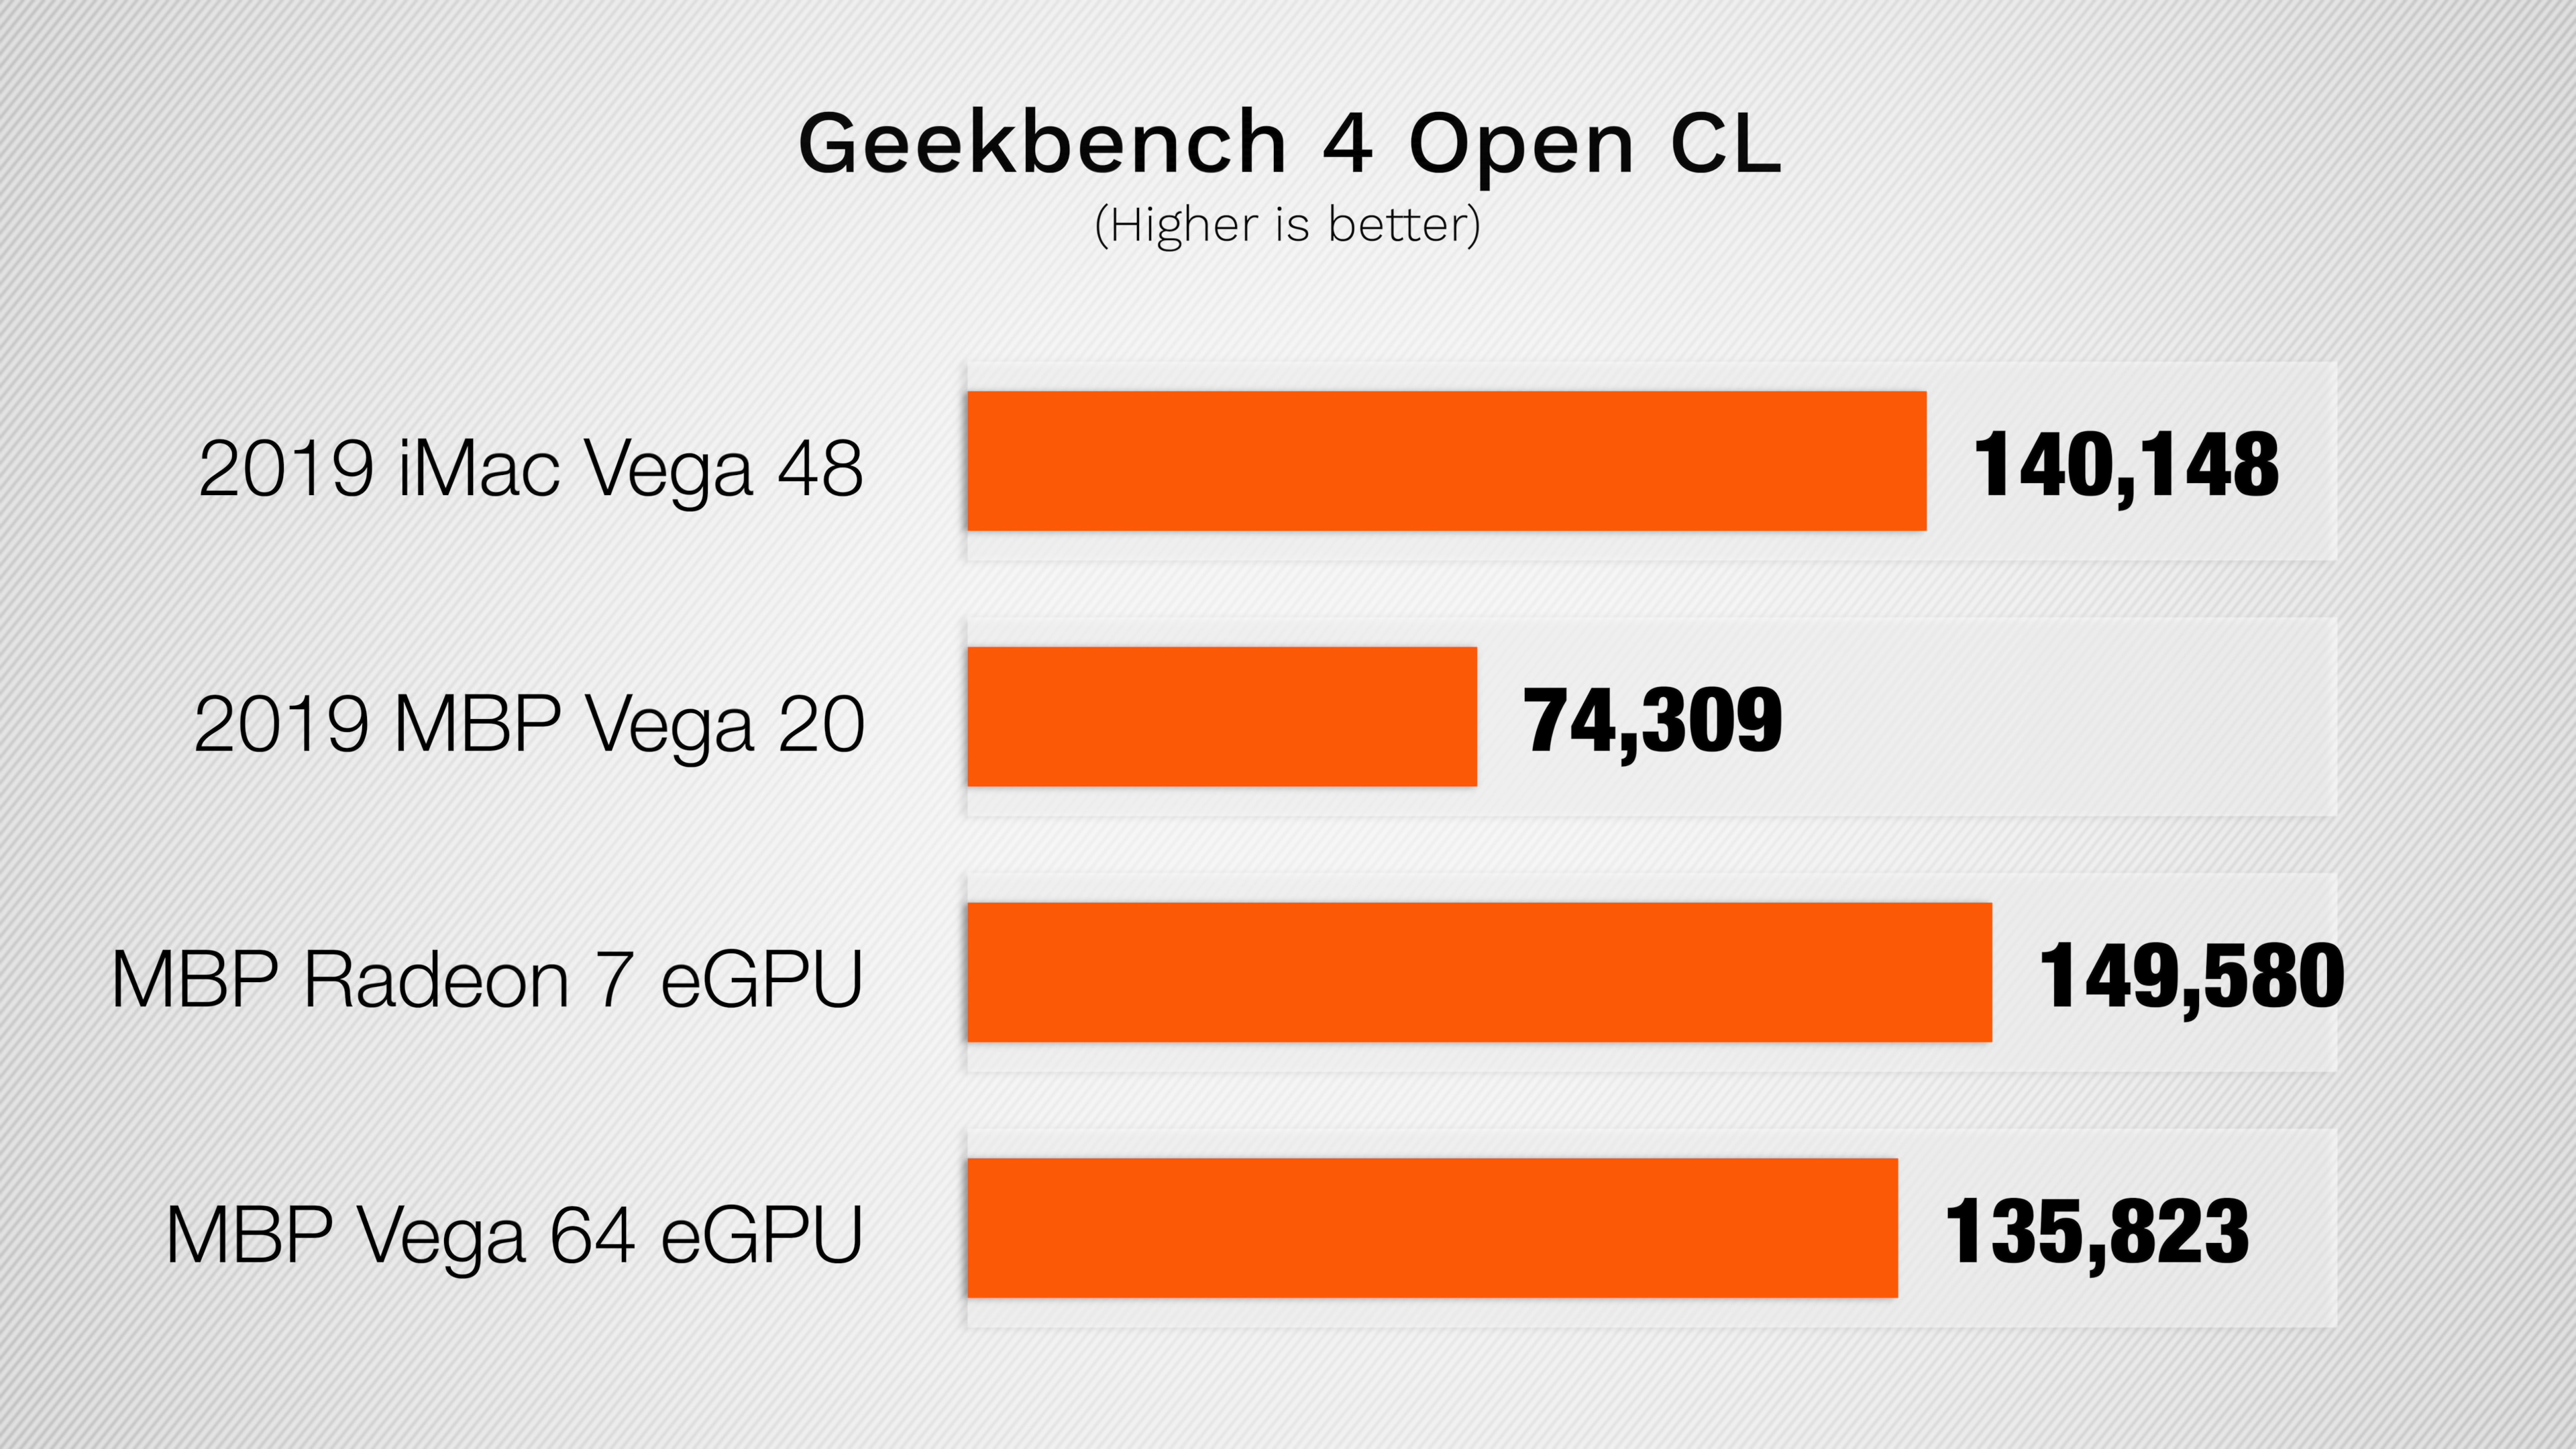 Geekbench 4 Open CL
(Higher is better)
2019 iMac Vega 48 140,148
2019 MBP Vega 20 74,309
MBP Radeon 7 eGPU 149,580
MBP Vega 64 eGPU 135,823